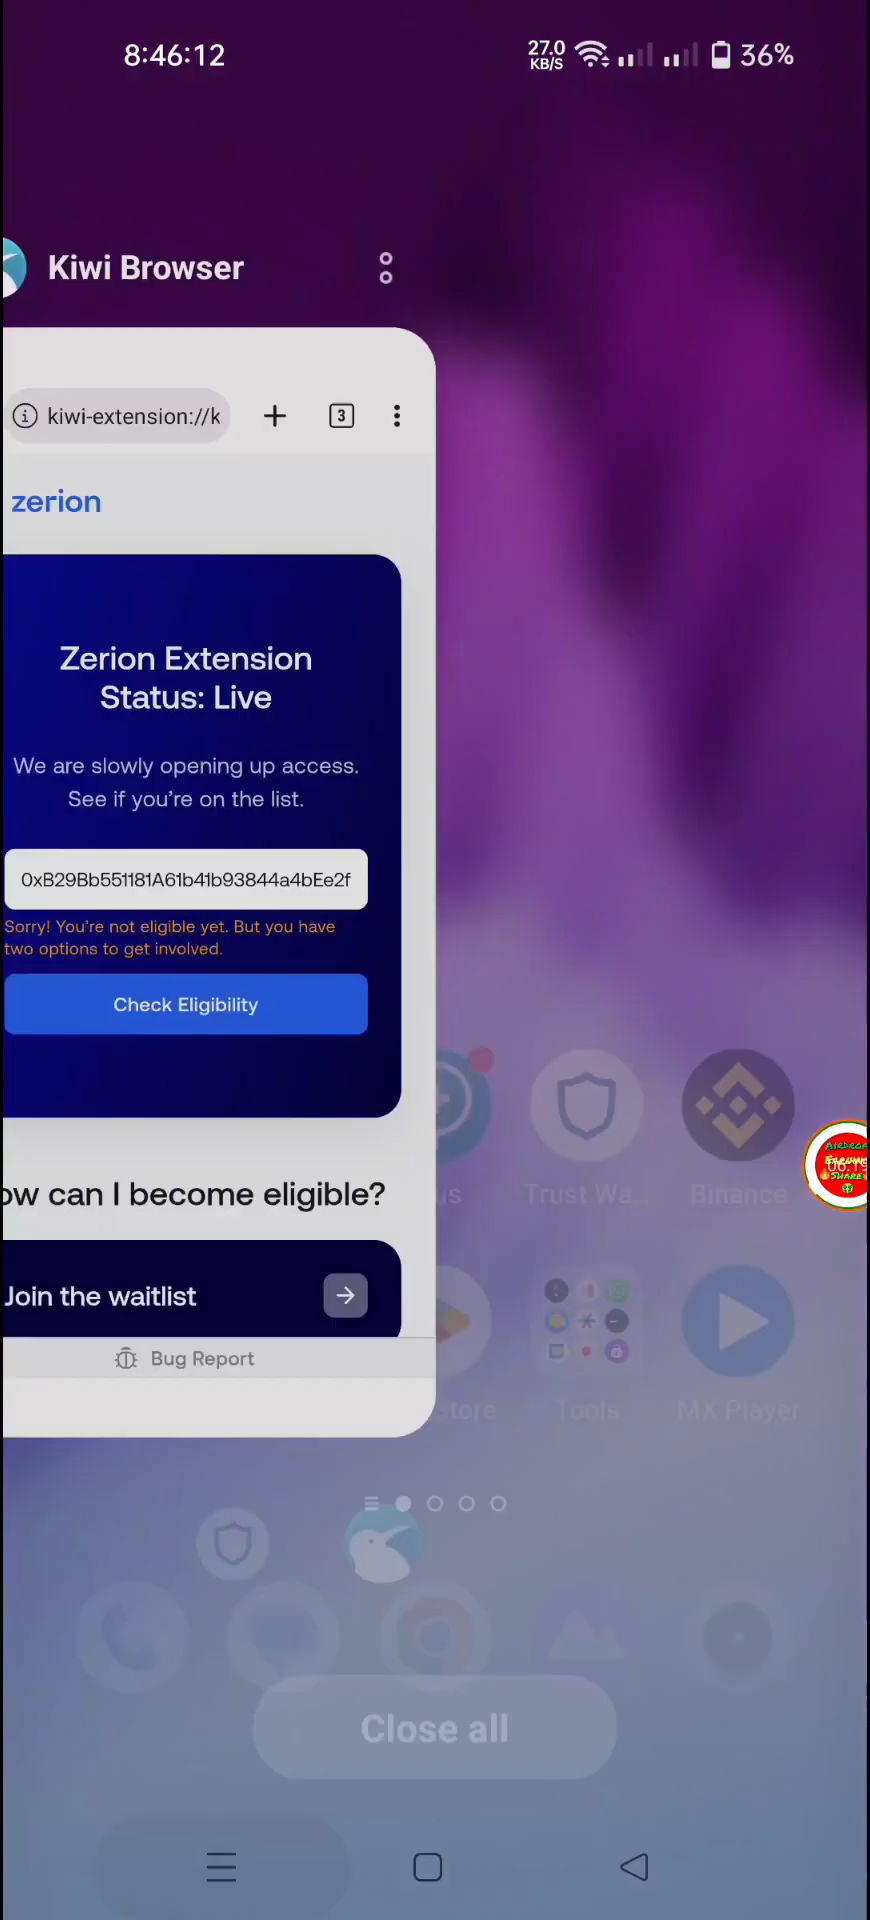 8:46:12
27.0
KB/S
36%
Kiwi Browser
kiwi-extension://k
3
zerion
Zerion Extension
Status: Live
We are slowly opening up access.
See if you're on the list.
0xB29Bb551181A61b41b93844a4bEe2f
Sorry! You're not eligible yet. But you have
two options to get involved.
Check Eligibility
ow can I become eligible?
us
Trust Wa...
Binance
Join the waitlist
Bug Report
Store
Tools
MX Player
Close all